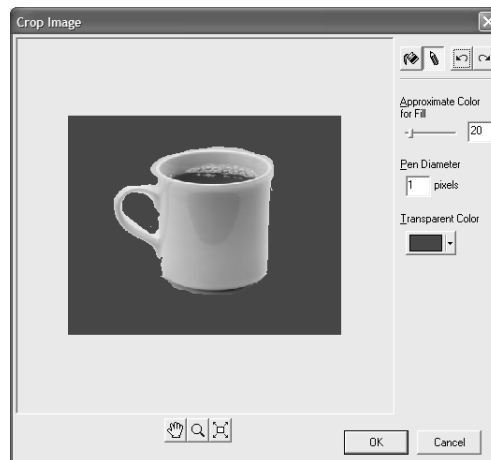 Crop Image
Approximate Color
for Fill
20
Pen Diameter
1 pixels
Transparent Color
OK Cancel